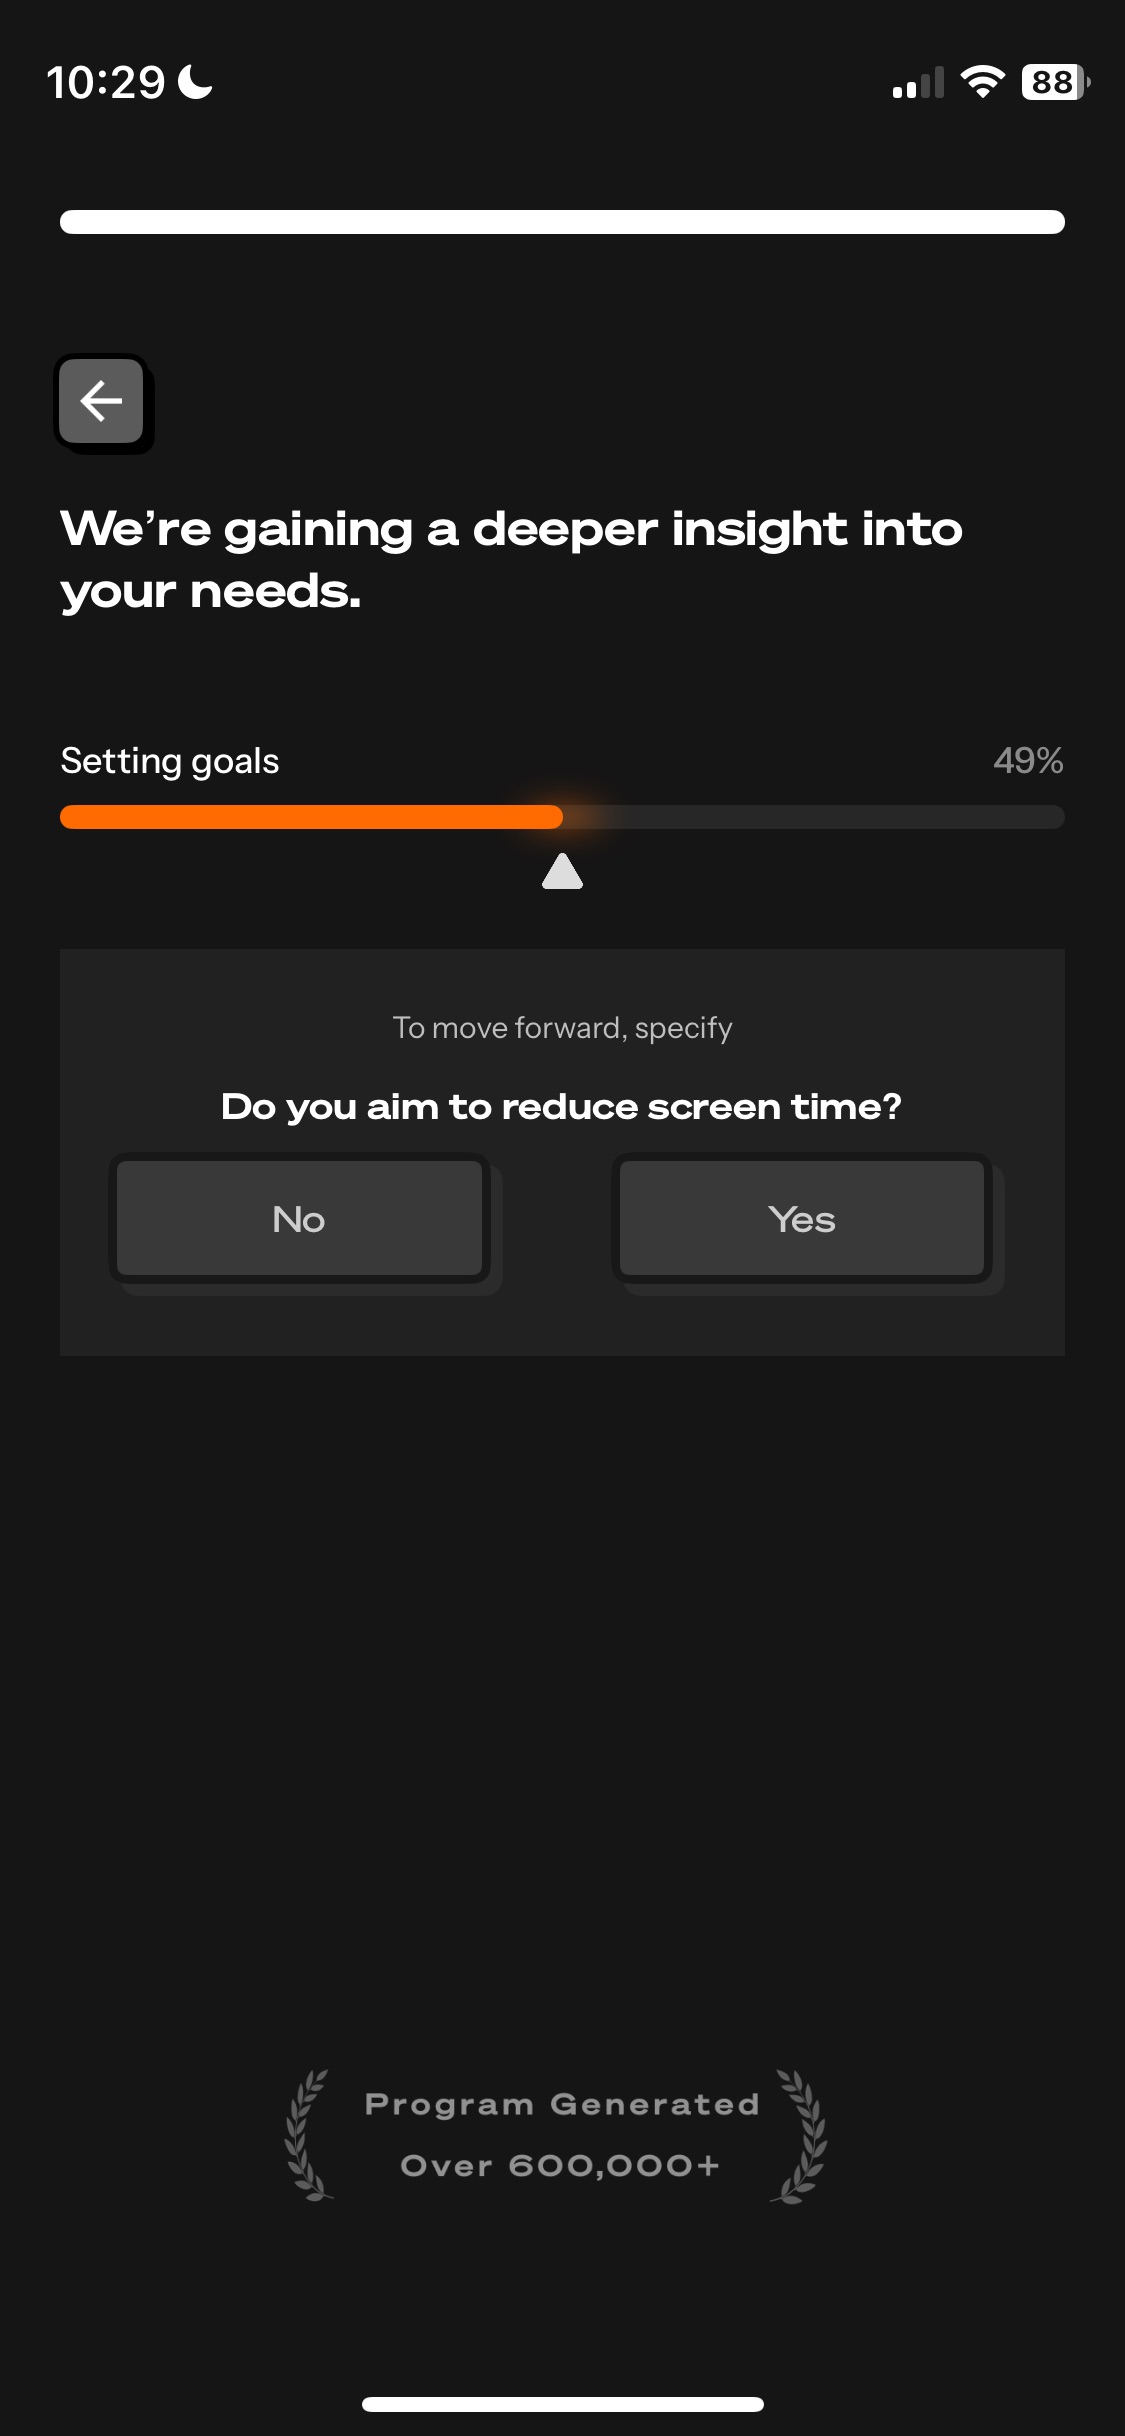 10:29
88
We’re gaining a deeper insight into
your needs.
Setting goals
49%
To move forward, specify
Do you aim to reduce screen time?
No
Yes
Program Generated
Over 600,000+